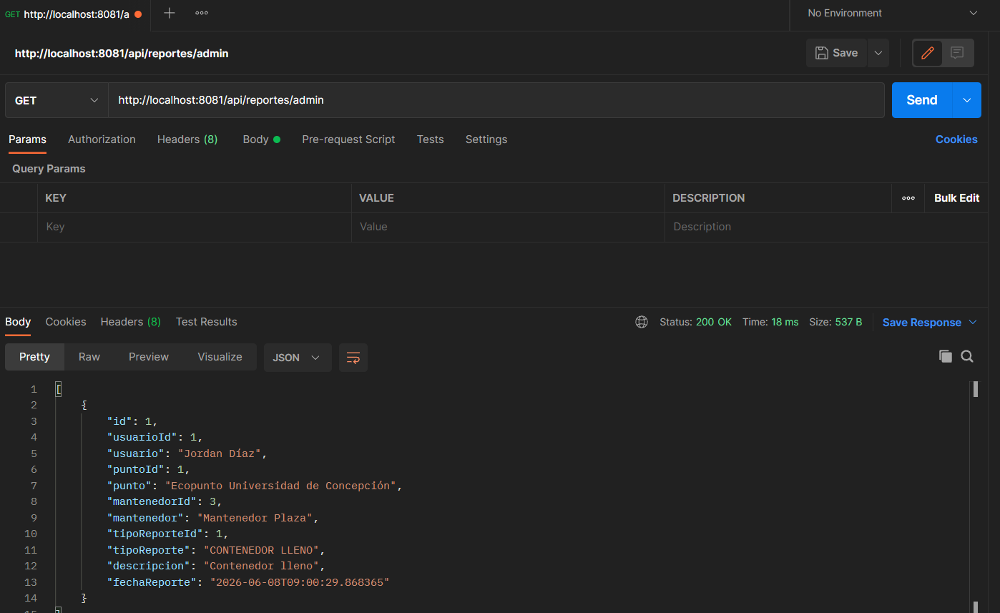 GET http://localhost:8081/a
No Environment
http://localhost:8081/api/reportes/admin
Save
GET http://localhost:8081/api/reportes/admin Send
Params Authorization Headers (8) Body Pre-request Script Tests Settings Cookies
Query Params
KEY VALUE DESCRIPTION Bulk Edit
Key Value Description
Body Cookies Headers (8) Test Results Status: 200 OK Time: 18 ms Size: 537 B Save Response
Pretty Raw Preview Visualize JSON
1 [
2 {
3 "id": 1,
4 "usuarioId": 1,
5 "usuario": "Jordan Díaz",
6 "puntoId": 1,
7 "punto": "Ecopunto Universidad de Concepción",
8 "mantenedorId": 3,
9 "mantenedor": "Mantenedor Plaza",
10 "tipoReporteId": 1,
11 "tipoReporte": "CONTENEDOR LLENO",
12 "descripcion": "Contenedor lleno",
13 "fechaReporte": "2026-06-08T09:00:29.868365"
14 }
15 ]